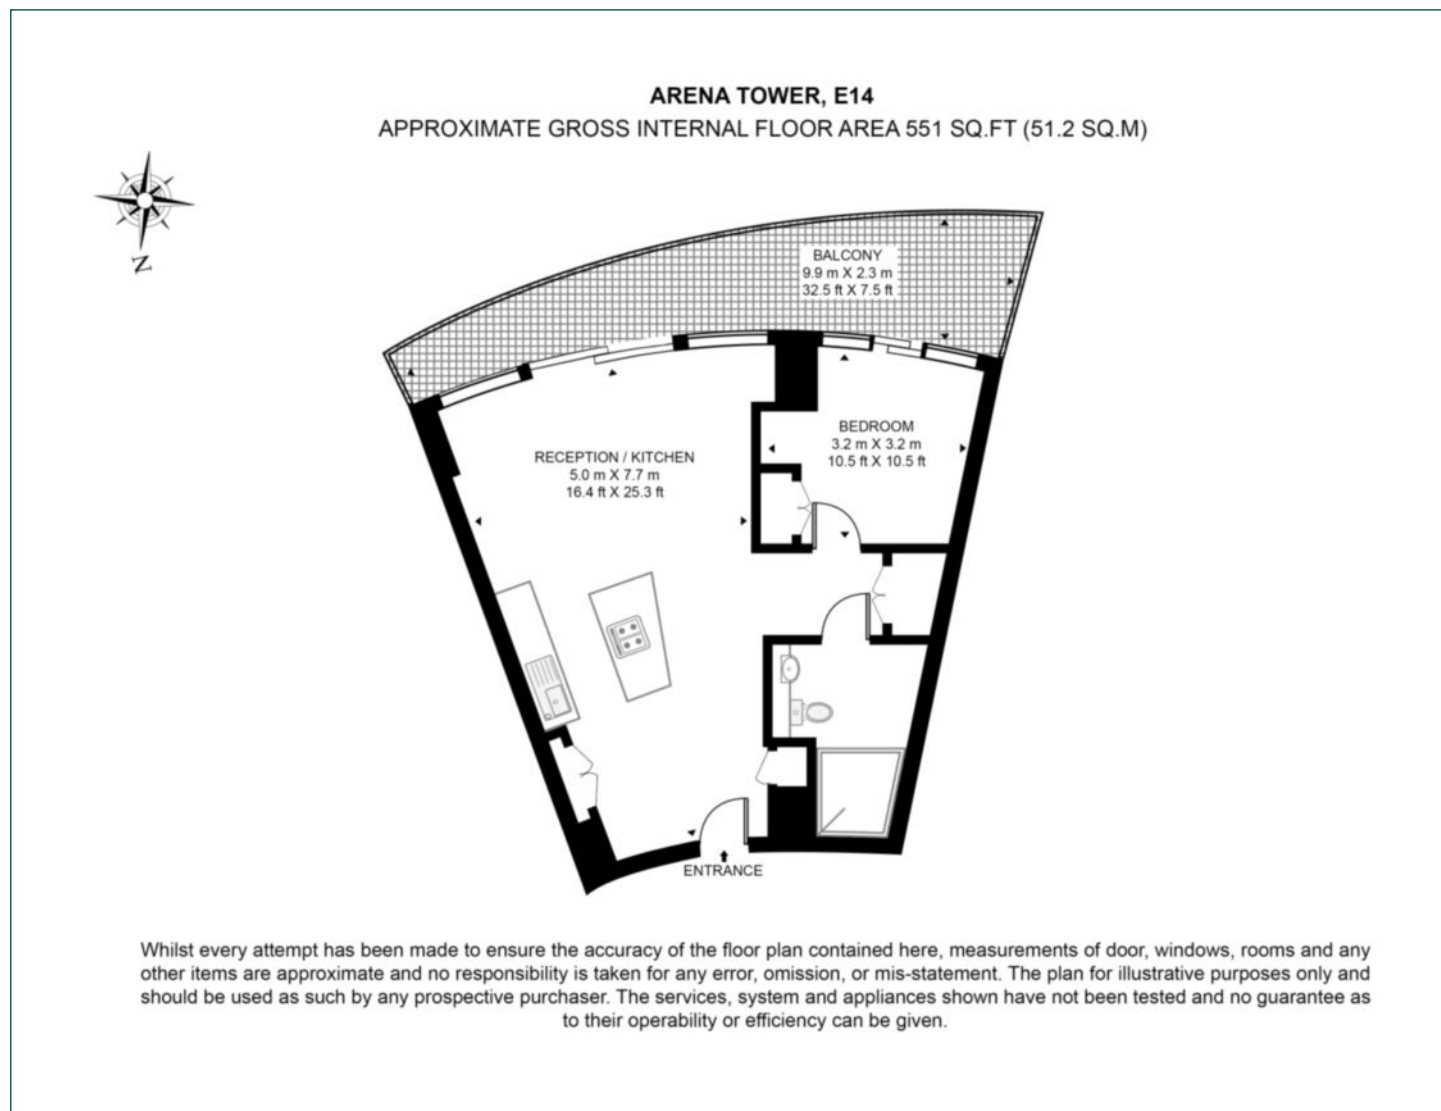 ARENA TOWER, E14
APPROXIMATE GROSS INTERNAL FLOOR AREA 551 SQ.FT (51.2 SQ.M)
N
BALCONY
9.9 m X 2.3 m
32.5 ft X 7.5 ft
BEDROOM
3.2 m X 3.2 m
10.5 ft X 10.5 ft
RECEPTION / KITCHEN
5.0 m X 7.7 m
16.4 ft X 25.3 ft
ENTRANCE
Whilst every attempt has been made to ensure the accuracy of the floor plan contained here, measurements of door, windows, rooms and any
other items are approximate and no responsibility is taken for any error, omission, or mis-statement. The plan for illustrative purposes only and
should be used as such by any prospective purchaser. The services, system and appliances shown have not been tested and no guarantee as
to their operability or efficiency can be given.